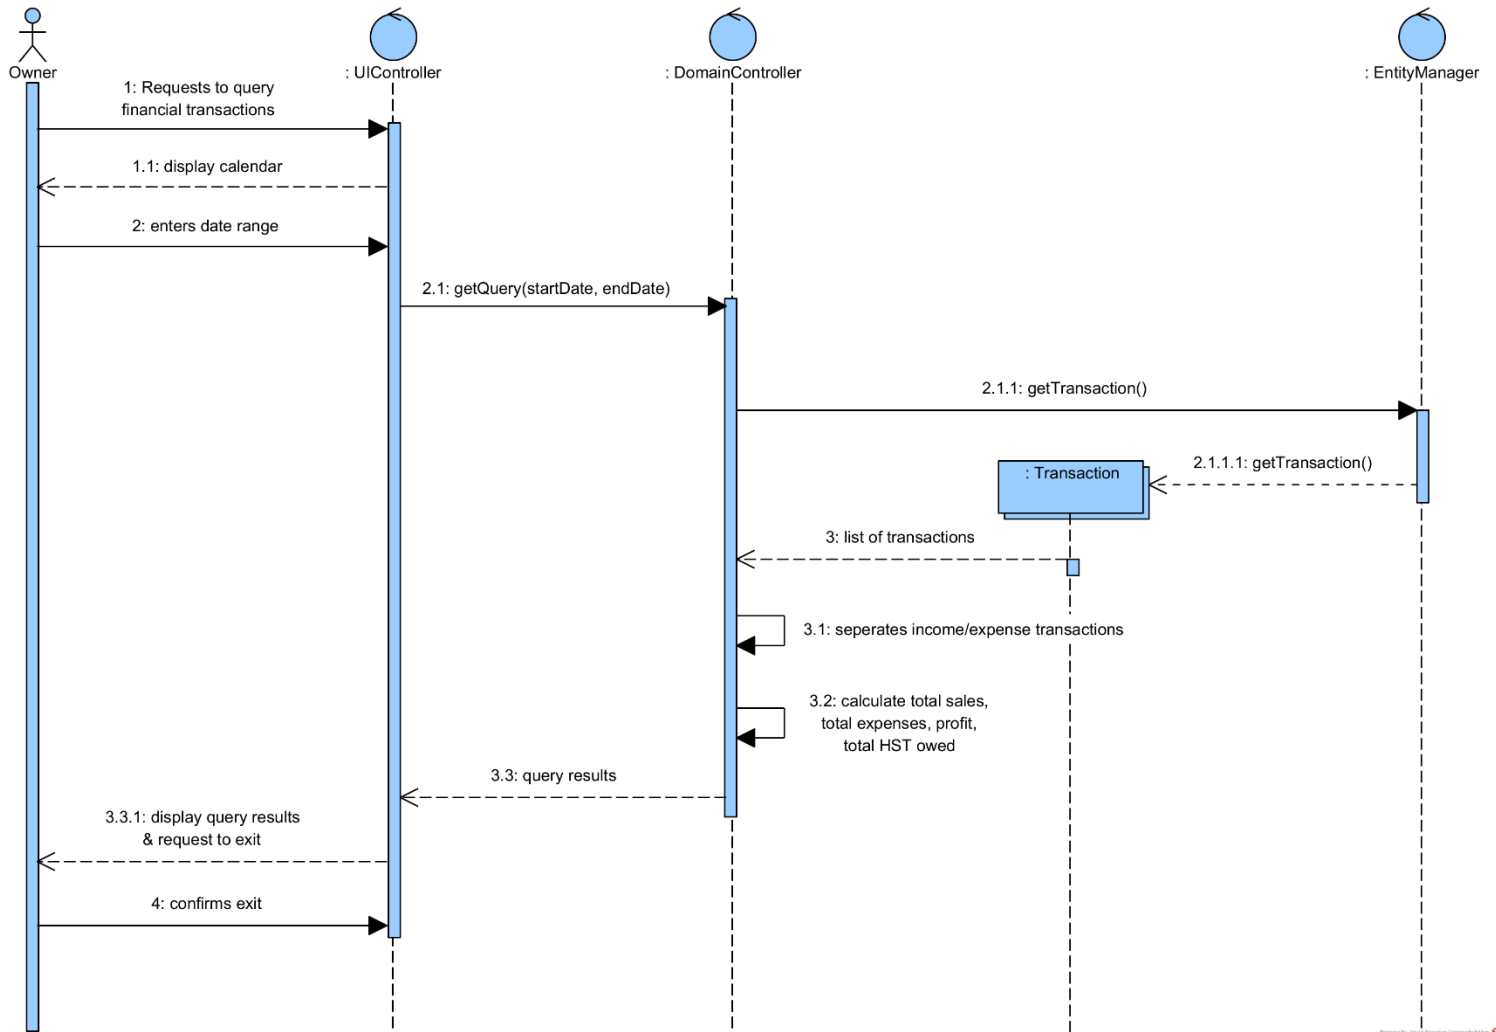 Owner
: UIController
: DomainController
: EntityManager
1: Requests to query
financial transactions
1.1: display calendar
2: enters date range
2.1: getQuery(startDate, endDate)
2.1.1: getTransaction()
2.1.1.1: getTransaction()
: Transaction
3: list of transactions
3.1: seperates income/expense transactions
3.2: calculate total sales,
total expenses, profit,
total HST owed
3.3: query results
3.3.1: display query results
& request to exit
4: confirms exit